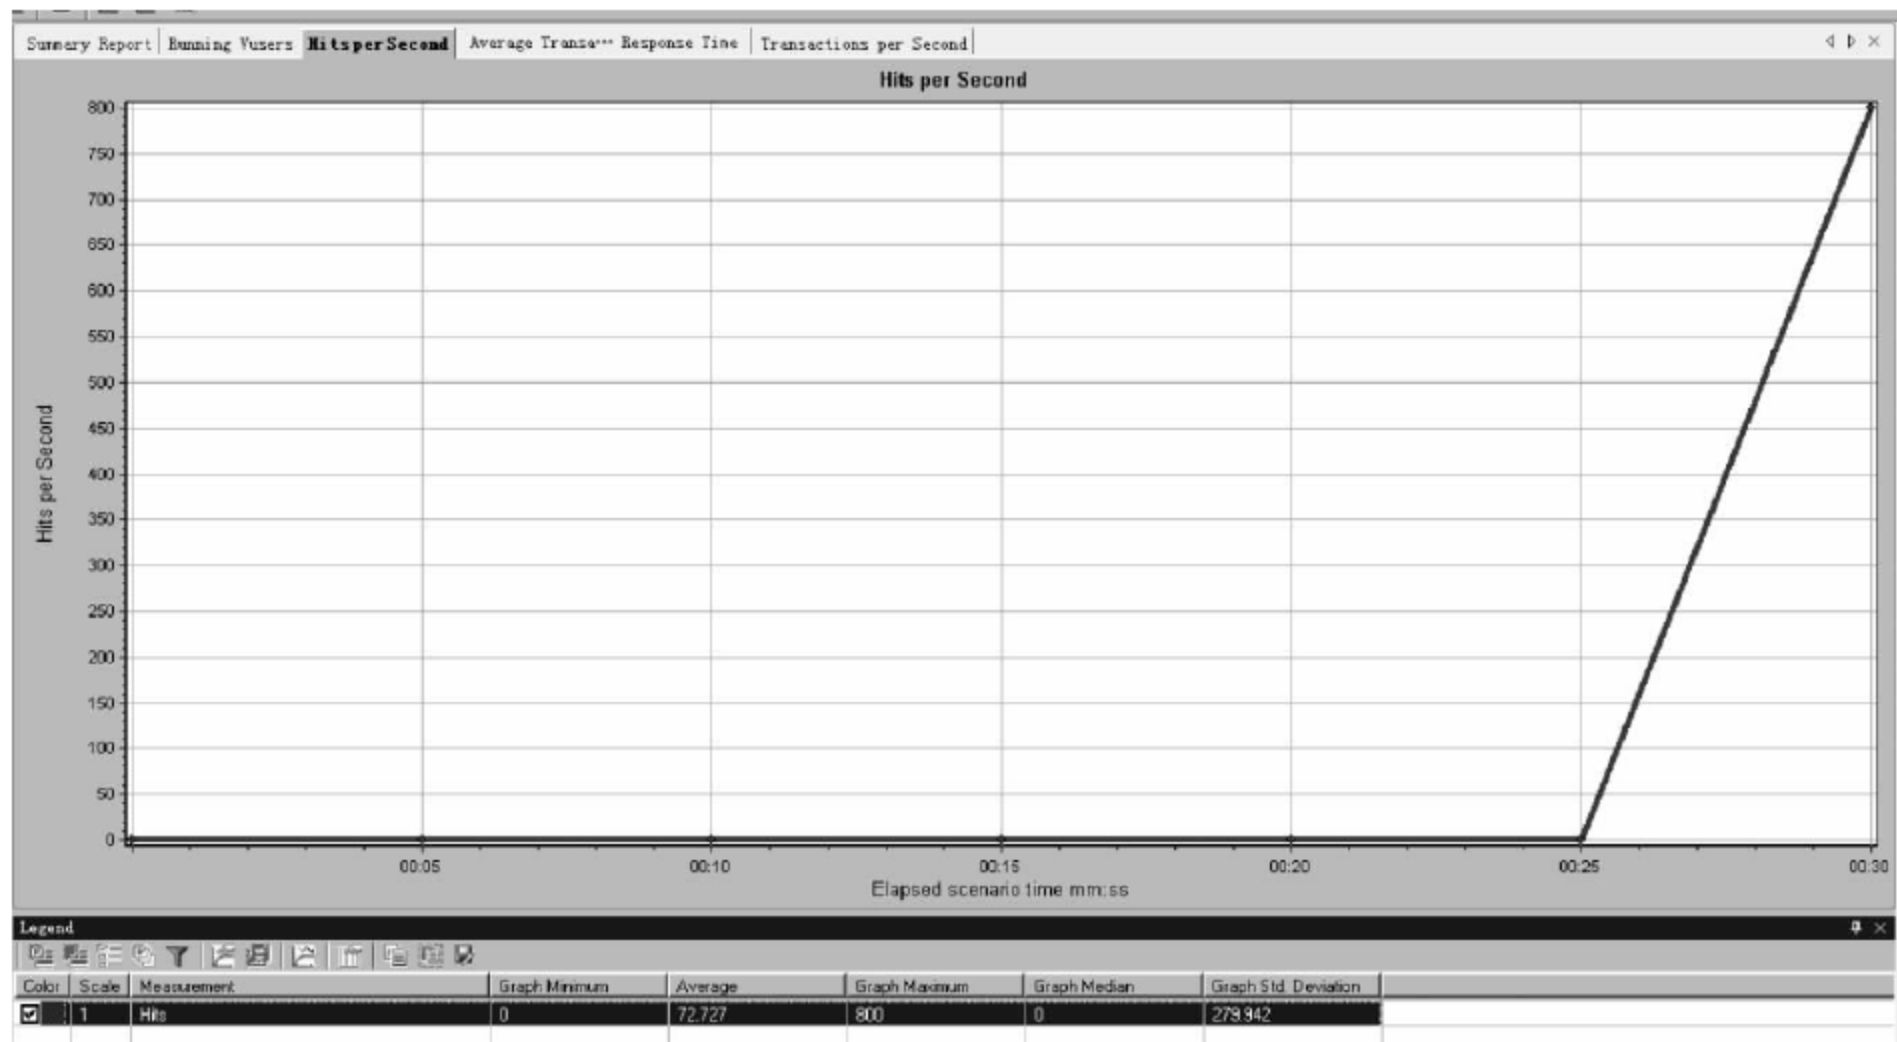 Summary Report Running Vusers Hits per Second Average Transa… Response Time Transactions per Second
Hits per Second
800
750
700
650
600
550
500
450
400
350
300
250
200
150
100
50
0
Hits per Second
00:05 00:10 00:15 00:20 00:25 00:30
Elapsed scenario time mm:ss
Legend
Color Scale Measurement Graph Minimum Average Graph Maximum Graph Median Graph Std. Deviation
1 Hits 0 72.727 800 0 279.942